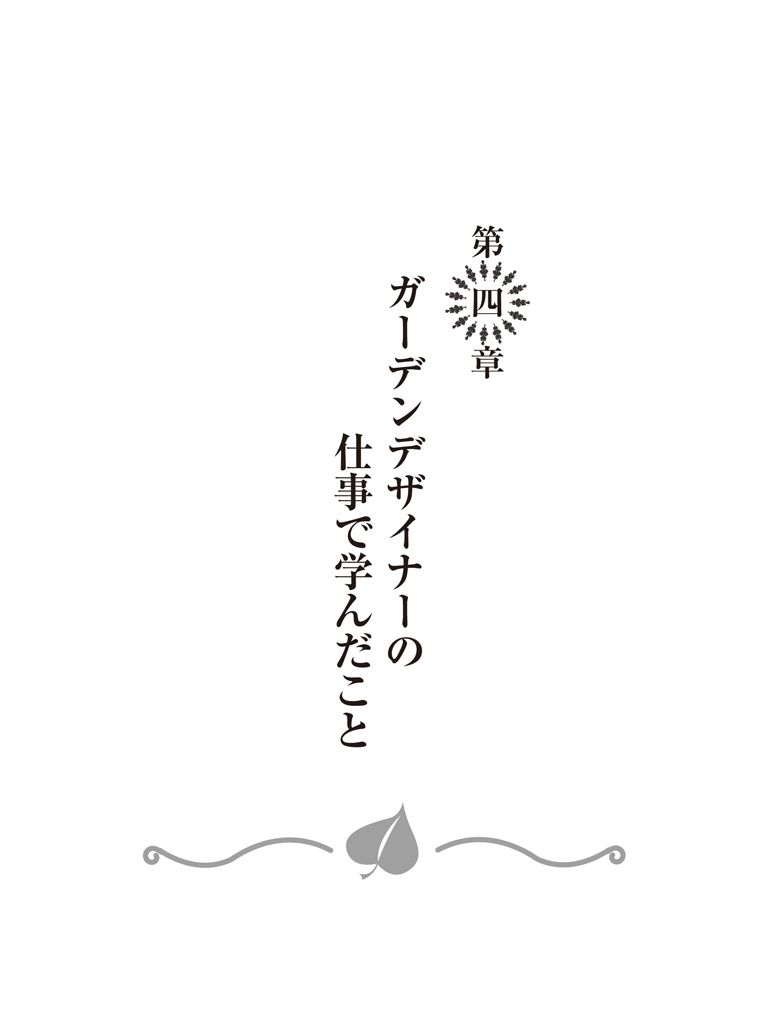 第四章
ガーデンデザイナーの
仕事で学んだこと